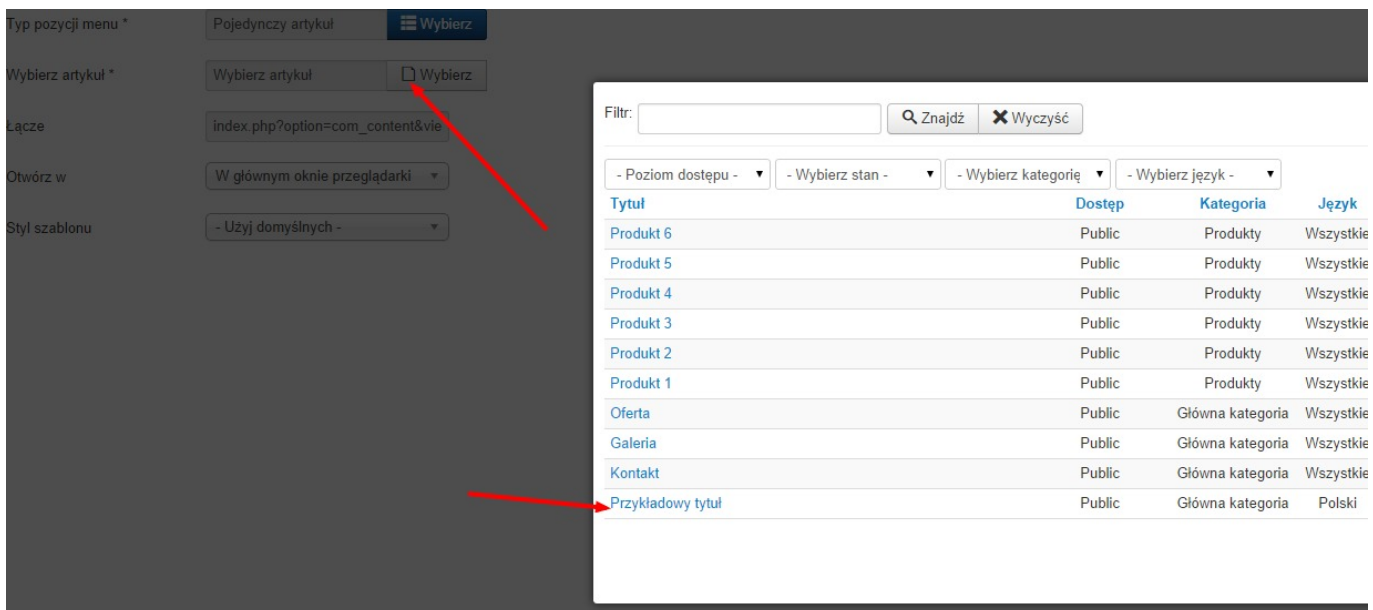 Typ pozycji menu * Pojedynczy artykuł Wybierz
Wybierz artykuł * Wybierz artykuł Wybierz
Łącze index.php?option=com_content&vie
Otwórz w W głównym oknie przeglądarki
Styl szablonu - Użyj domyślnych -
Filtr: Znajdź Wyczyść
- Poziom dostępu - - Wybierz stan - - Wybierz kategorię - Wybierz język -
Tytuł Dostęp Kategoria Język
Produkt 6 Public Produkty Wszystkie
Produkt 5 Public Produkty Wszystkie
Produkt 4 Public Produkty Wszystkie
Produkt 3 Public Produkty Wszystkie
Produkt 2 Public Produkty Wszystkie
Produkt 1 Public Produkty Wszystkie
Oferta Public Główna kategoria Wszystkie
Galeria Public Główna kategoria Wszystkie
Kontakt Public Główna kategoria Wszystkie
Przykładowy tytuł Public Główna kategoria Polski